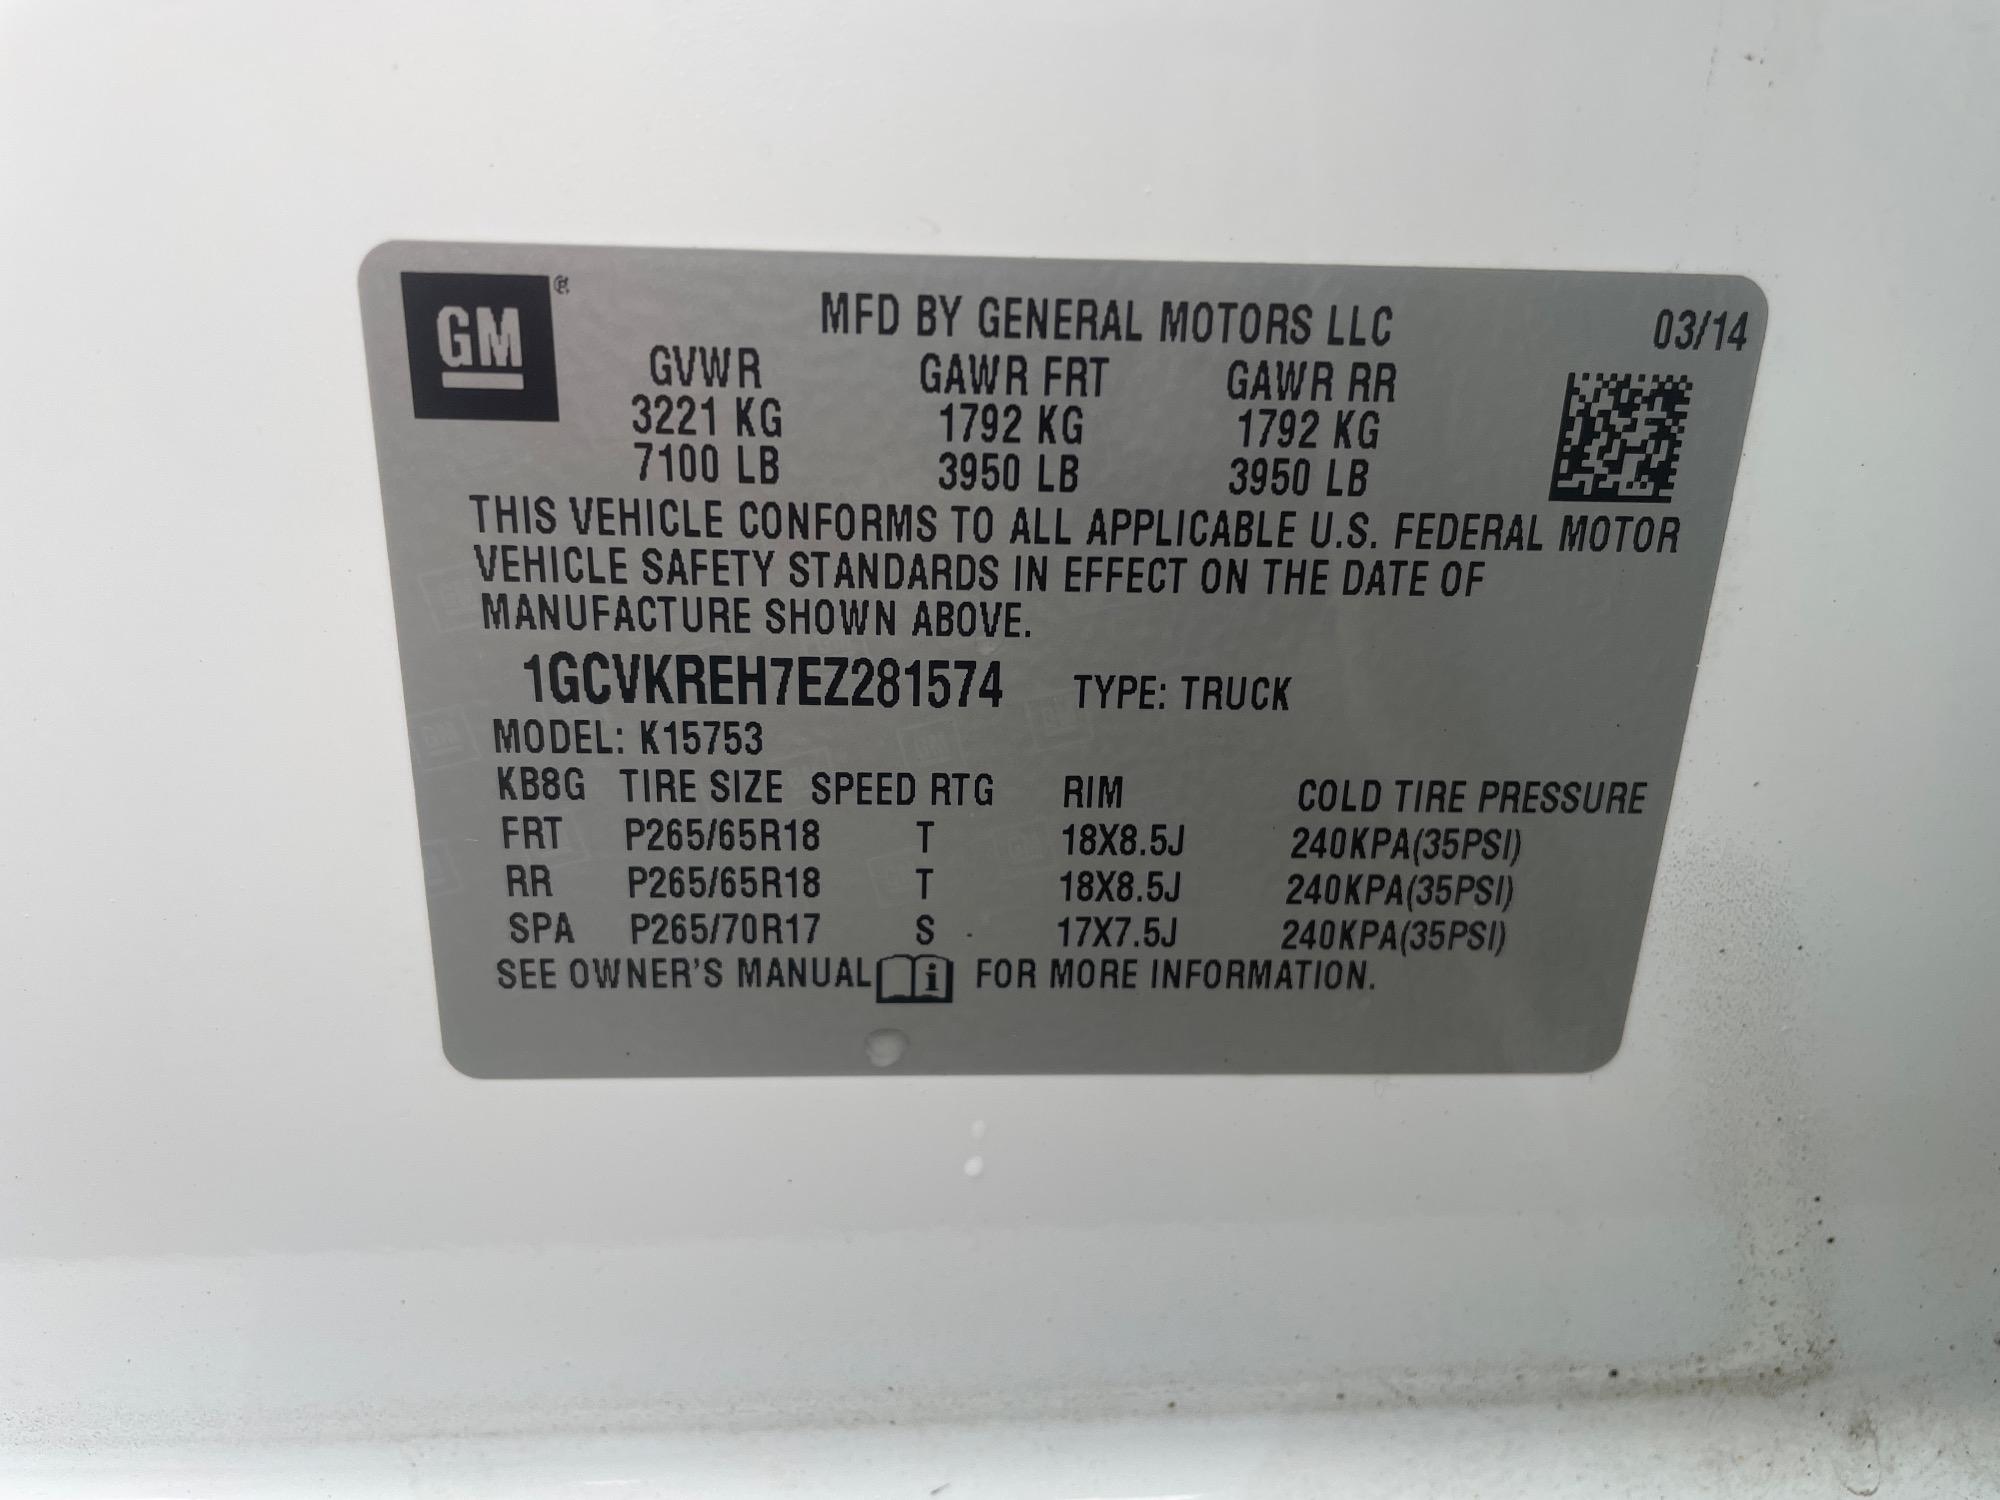 GM®
MFD BY GENERAL MOTORS LLC 03/14
GVWR GAWR FRT GAWR RR
3221 KG 1792 KG 1792 KG
7100 LB 3950 LB 3950 LB
THIS VEHICLE CONFORMS TO ALL APPLICABLE U.S. FEDERAL MOTOR
VEHICLE SAFETY STANDARDS IN EFFECT ON THE DATE OF
MANUFACTURE SHOWN ABOVE.
1GCVKREH7EZ281574 TYPE: TRUCK
MODEL: K15753
KB8G TIRE SIZE SPEED RTG RIM COLD TIRE PRESSURE
FRT P265/65R18 T 18X8.5J 240KPA(35PSI)
RR P265/65R18 T 18X8.5J 240KPA(35PSI)
SPA P265/70R17 S 17X7.5J 240KPA(35PSI)
SEE OWNER'S MANUAL i FOR MORE INFORMATION.